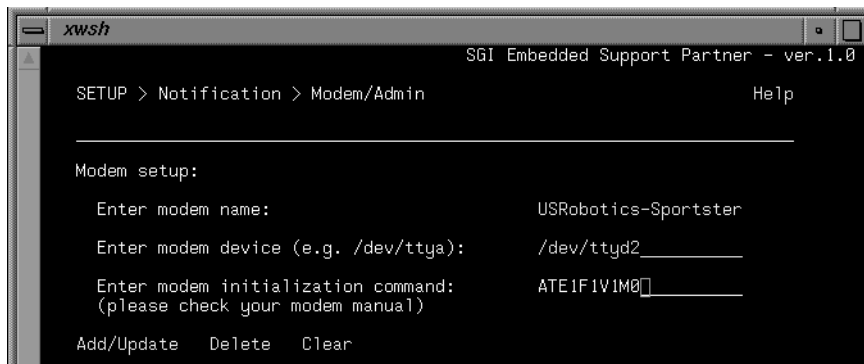 xwsh
SGI Embedded Support Partner - ver.1.0
SETUP > Notification > Modem/Admin Help
Modem setup:
Enter modem name: USRobotics-Sportster
Enter modem device (e.g. /dev/ttya): /dev/ttyd2
Enter modem initialization command: ATE1F1V1M0
(please check your modem manual)
Add/Update Delete Clear